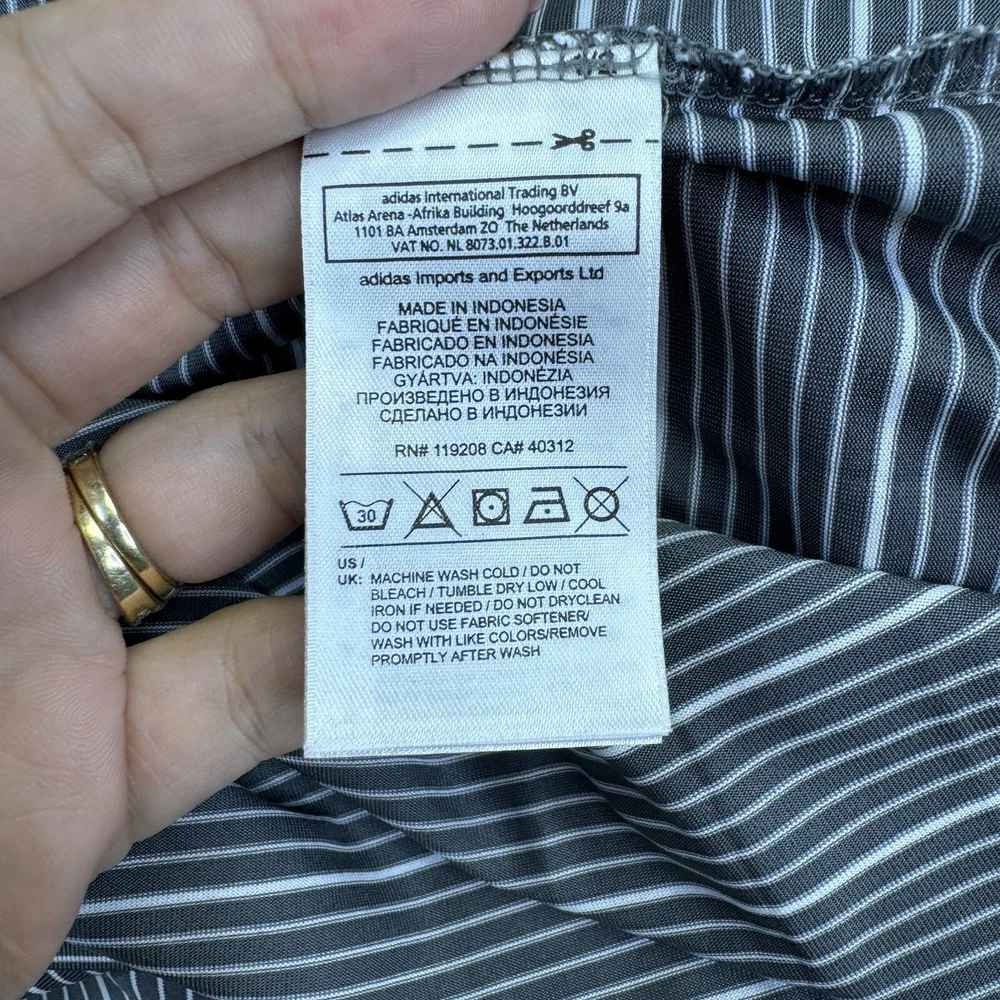 adidas International Trading BV
Atlas Arena -Afrika Building Hoogoorddreef 9a
1101 BA Amsterdam ZO The Netherlands
VAT NO. NL 8073.01.322.B.01
adidas Imports and Exports Ltd
MADE IN INDONESIA
FABRIQUÉ EN INDONÉSIE
FABRICADO EN INDONESIA
FABRICADO NA INDONÉSIA
GYÁRTVA: INDONÉZIA
ПРОИЗВЕДЕНО В ИНДОНЕЗИЯ
СДЕЛАНО В ИНДОНЕЗИИ
RN# 119208 CA# 40312
30
US /
UK: MACHINE WASH COLD / DO NOT
BLEACH / TUMBLE DRY LOW / COOL
IRON IF NEEDED / DO NOT DRYCLEAN
DO NOT USE FABRIC SOFTENER/
WASH WITH LIKE COLORS/REMOVE
PROMPTLY AFTER WASH